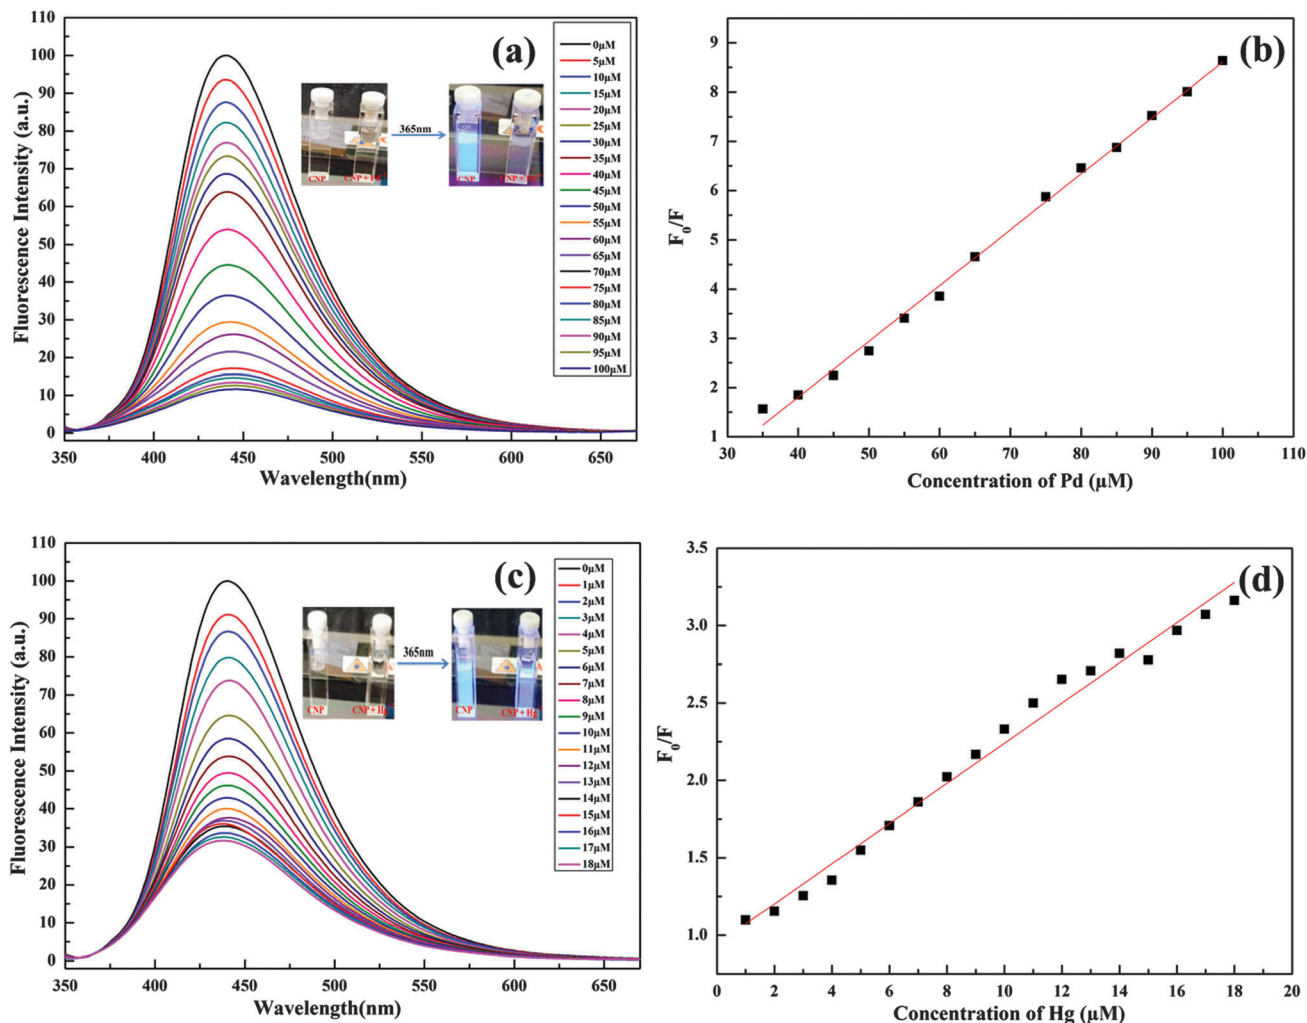 (a)
Fluorescence Intensity (a.u.)
110
100
90
80
70
60
50
40
30
20
10
0
350 400 450 500 550 600 650
Wavelength(nm)
0µM
5µM
10µM
15µM
20µM
25µM
30µM
35µM
40µM
45µM
50µM
55µM
60µM
65µM
70µM
75µM
80µM
85µM
90µM
95µM
100µM
365nm
CNP
CNP
(b)
F0/F
9
8
7
6
5
4
3
2
1
30 40 50 60 70 80 90 100 110
Concentration of Pd (µM)
(c)
Fluorescence Intensity (a.u.)
110
100
90
80
70
60
50
40
30
20
10
0
350 400 450 500 550 600 650
Wavelength(nm)
0µM
1µM
2µM
3µM
4µM
5µM
6µM
7µM
8µM
9µM
10µM
11µM
12µM
13µM
14µM
15µM
16µM
17µM
18µM
365nm
CNP CNP+Hg
CNP CNP+Hg
(d)
F0/F
3.5
3.0
2.5
2.0
1.5
1.0
0 2 4 6 8 10 12 14 16 18 20
Concentration of Hg (µM)